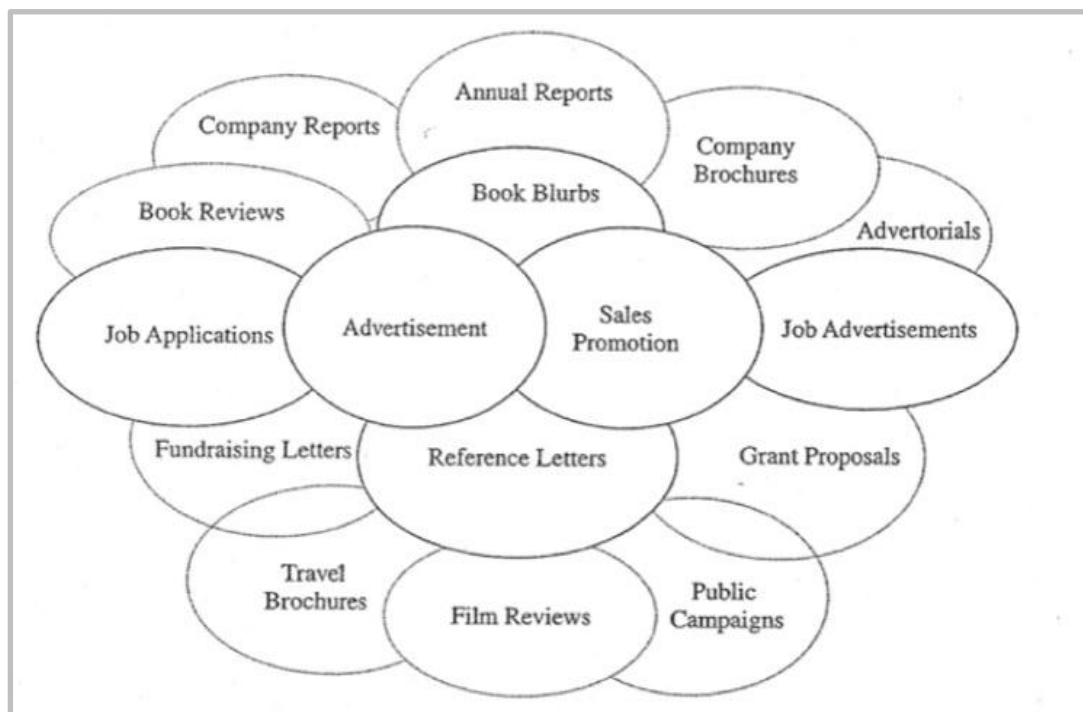 Annual Reports
Company Reports
Company
Brochures
Book Blurbs
Book Reviews
Advertorials
Job Applications
Advertisement
Sales
Promotion
Job Advertisements
Fundraising Letters
Reference Letters
Grant Proposals
Travel
Brochures
Film Reviews
Public
Campaigns